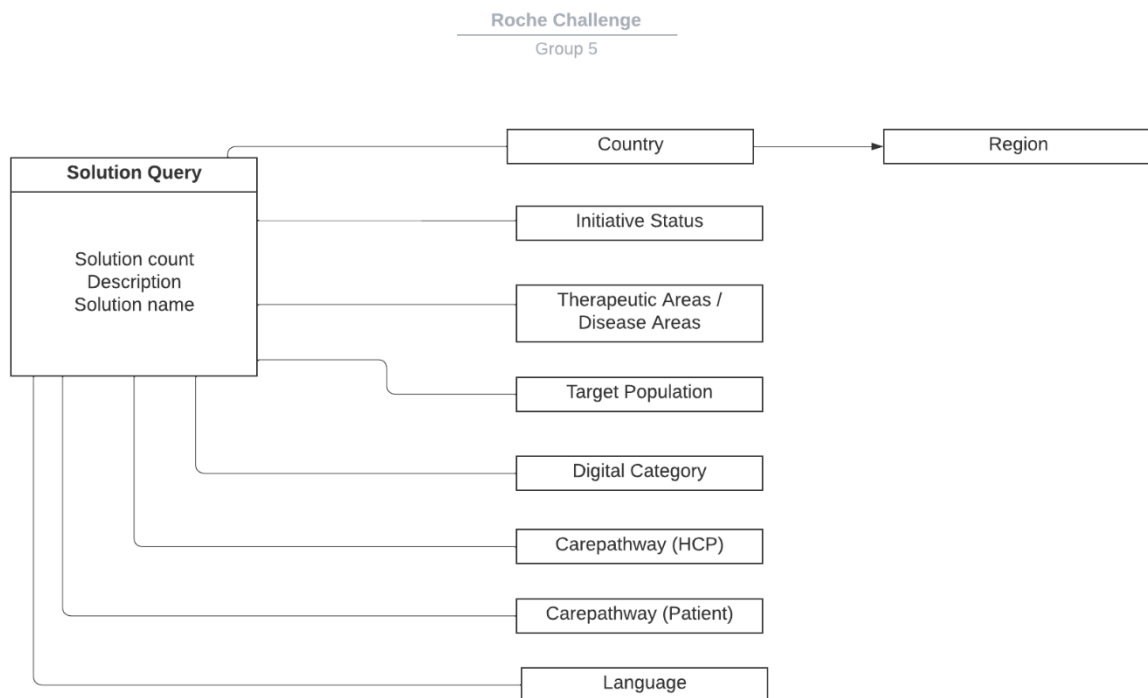 Roche Challenge
Group 5
Country
Region
Solution Query
Initiative Status
Solution count
Description
Solution name
Therapeutic Areas /
Disease Areas
Target Population
Digital Category
Carepathway (HCP)
Carepathway (Patient)
Language